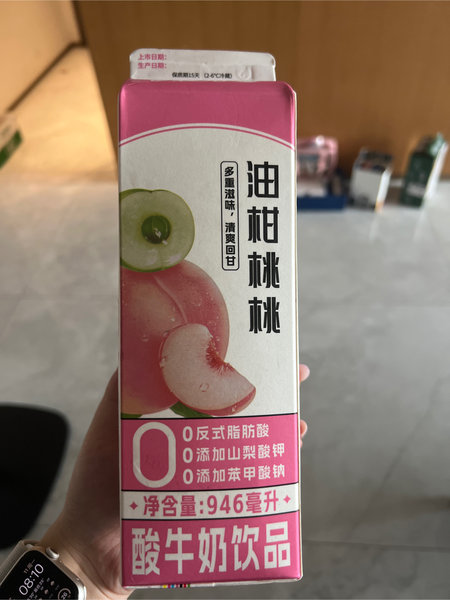 上市日期:
生产日期:
保质期15天 (2-6℃冷藏)
油柑桃桃
多重滋味，清爽回甘
0
0反式脂肪酸
0添加山梨酸钾
0添加苯甲酸钠
净含量:946毫升
酸牛奶饮品
08:10